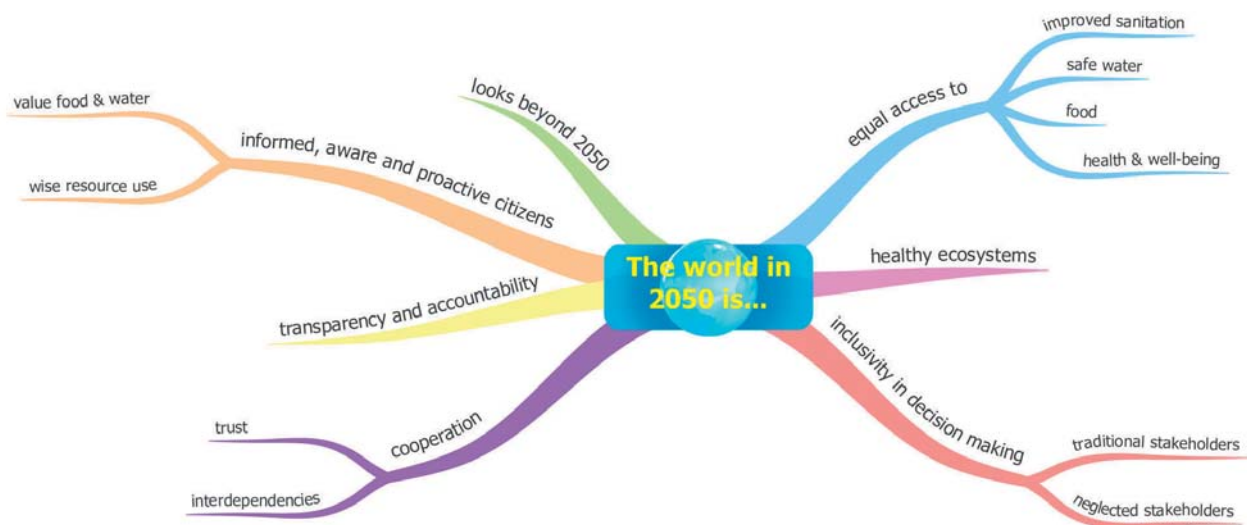 The world in
2050 is...
equal access to
improved sanitation
safe water
food
health & well-being
healthy ecosystems
inclusivity in decision making
traditional stakeholders
neglected stakeholders
looks beyond 2050
informed, aware and proactive citizens
value food & water
wise resource use
transparency and accountability
cooperation
trust
interdependencies